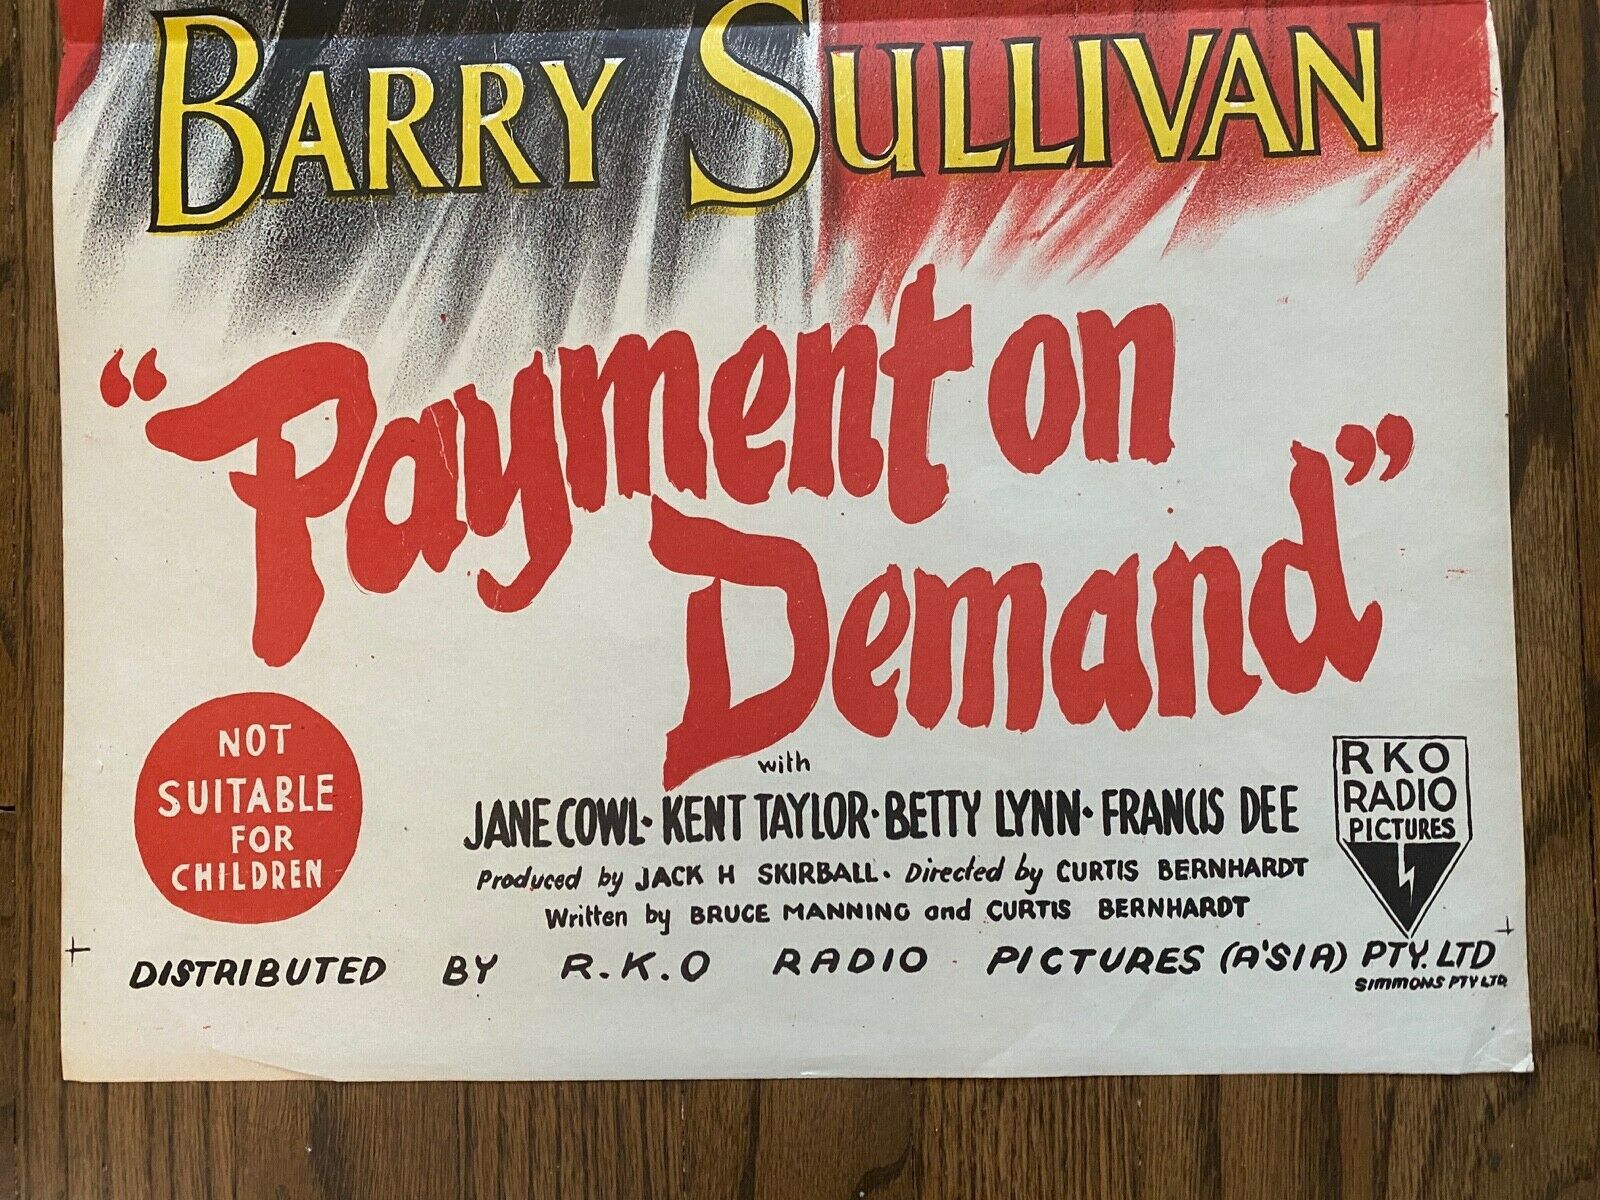 BARRY SULLIVAN
“Payment on
Demand”
with
JANE COWL · KENT TAYLOR · BETTY LYNN · FRANCIS DEE
Produced by JACK H SKIRBALL · Directed by CURTIS BERNHARDT
Written by BRUCE MANNING and CURTIS BERNHARDT
NOT
SUITABLE
FOR
CHILDREN
RKO
RADIO
PICTURES
DISTRIBUTED BY R.K.O RADIO PICTURES (A'SIA) PTY. LTD
SIMMONS PTY LTD